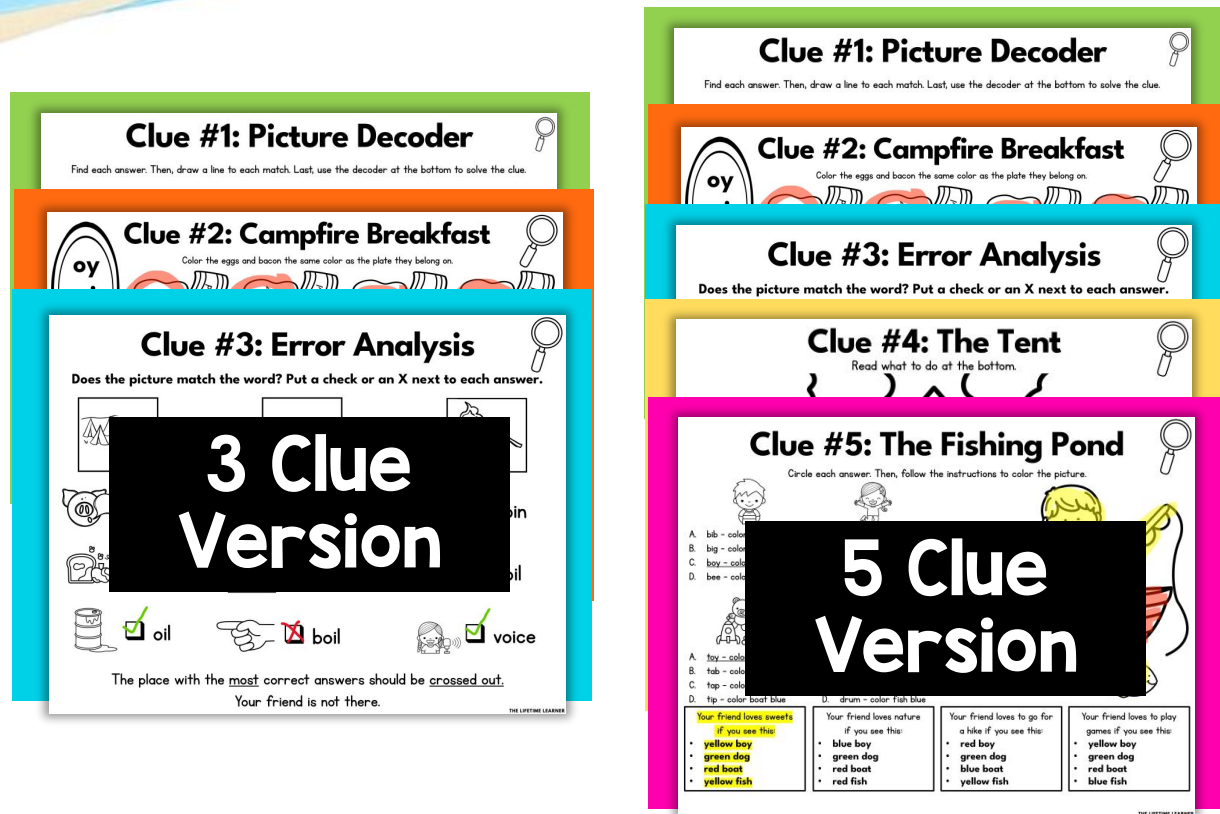 Clue #1: Picture Decoder
Find each answer. Then, draw a line to each match. Last, use the decoder at the bottom to solve the clue.
Clue #2: Campfire Breakfast
oy
Color the eggs and bacon the same color as the plate they belong on.
Clue #3: Error Analysis
Does the picture match the word? Put a check or an X next to each answer.
3 Clue
Version
oil
boil
voice
The place with the most correct answers should be crossed out.
Your friend is not there.
THE LIFETIME LEARNER
Clue #1: Picture Decoder
Find each answer. Then, draw a line to each match. Last, use the decoder at the bottom to solve the clue.
Clue #2: Campfire Breakfast
oy
Color the eggs and bacon the same color as the plate they belong on.
Clue #3: Error Analysis
Does the picture match the word? Put a check or an X next to each answer.
Clue #4: The Tent
Read what to do at the bottom.
Clue #5: The Fishing Pond
Circle each answer. Then, follow the instructions to color the picture.
A. bib -
B. big -
C. boy -
D. bee -
5 Clue
Version
A. toy -
B. tab -
C. tap -
D. tip - color boat blue
D. drum - color fish blue
Your friend loves sweets
if you see this:
• yellow boy
• green dog
• red boat
• yellow fish
Your friend loves nature
if you see this:
• blue boy
• green dog
• red boat
• red fish
Your friend loves to go for
a hike if you see this:
• red boy
• green dog
• blue boat
• yellow fish
Your friend loves to play
games if you see this:
• yellow boy
• green dog
• red boat
• blue fish
THE LIFETIME LEARNER